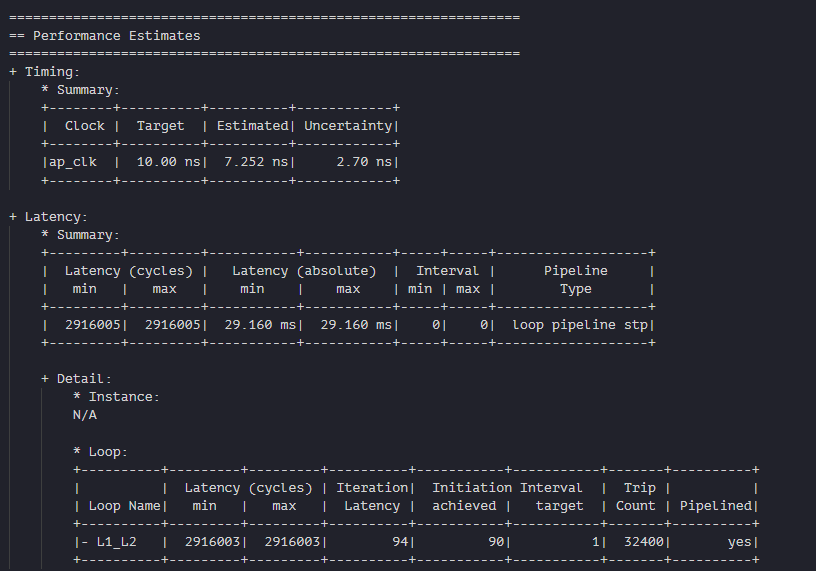 ================================================================
== Performance Estimates
================================================================
+ Timing:
    * Summary:
    +--------+----------+----------+------------+
    |  Clock |  Target  | Estimated| Uncertainty|
    +--------+----------+----------+------------+
    |ap_clk  |  10.00 ns|  7.252 ns|     2.70 ns|
    +--------+----------+----------+------------+
+ Latency:
    * Summary:
    +---------+---------+-----------+-----------+-----+-----+-------------------+
    |  Latency (cycles) |   Latency (absolute)  |  Interval |      Pipeline     |
    |   min   |   max   |    min    |    max    | min | max |        Type       |
    +---------+---------+-----------+-----------+-----+-----+-------------------+
    |  2916005|  2916005|  29.160 ms|  29.160 ms|    0|    0|  loop pipeline stp|
    +---------+---------+-----------+-----------+-----+-----+-------------------+
    + Detail:
        * Instance:
        N/A
        * Loop:
        +----------+---------+---------+----------+-----------+-----------+-------+----------+
        |          |  Latency (cycles) | Iteration|  Initiation Interval  |  Trip |          |
        | Loop Name|   min   |   max   |  Latency |  achieved |   target  | Count | Pipelined|
        +----------+---------+---------+----------+-----------+-----------+-------+----------+
        |- L1_L2   |  2916003|  2916003|        94|         90|          1|  32400|       yes|
        +----------+---------+---------+----------+-----------+-----------+-------+----------+